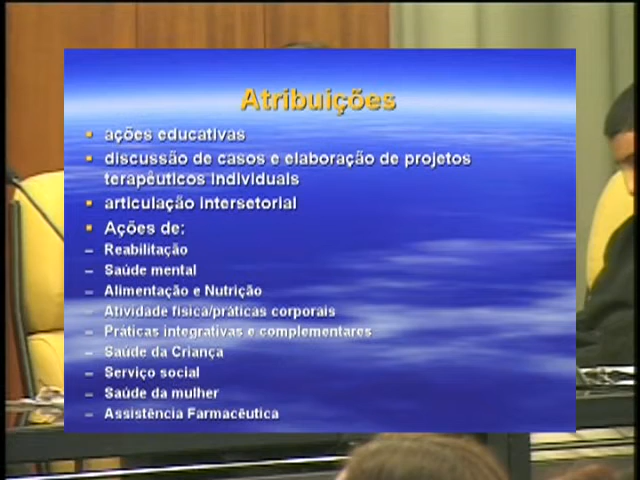 Atribuições
▪ ações educativas
▪ discussão de casos e elaboração de projetos
terapêuticos individuais
▪ articulação intersetorial
▪ Ações de:
– Reabilitação
– Saúde mental
– Alimentação e Nutrição
– Atividade física/práticas corporais
– Práticas integrativas e complementares
– Saúde da Criança
– Serviço social
– Saúde da mulher
– Assistência Farmacêutica